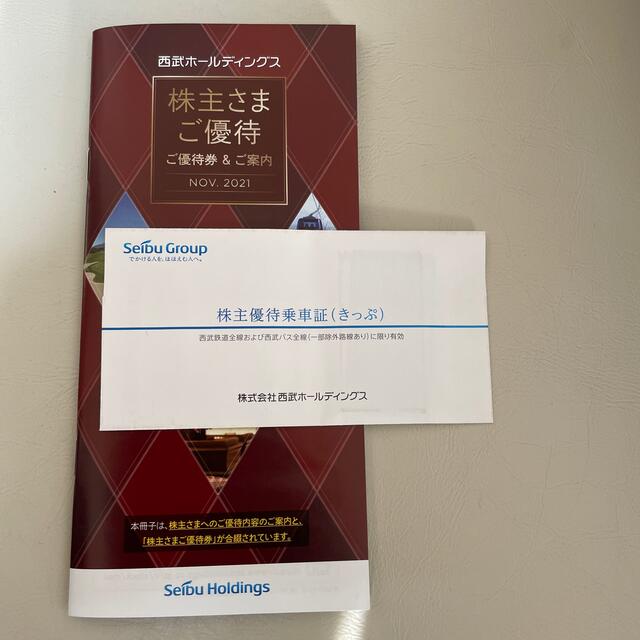 西武ホールディングス
株主さま
ご優待
ご優待券 & ご案内
NOV. 2021
Seibu Group
でかける人を、ほほえむ人へ。
株主優待乗車証(きっぷ)
西武鉄道全線および西武バス全線(一部除外路線あり)に限り有効
株式会社西武ホールディングス
本冊子は、株主さまへのご優待内容のご案内と、
「株主さまご優待券」が合綴されています。
Seibu Holdings